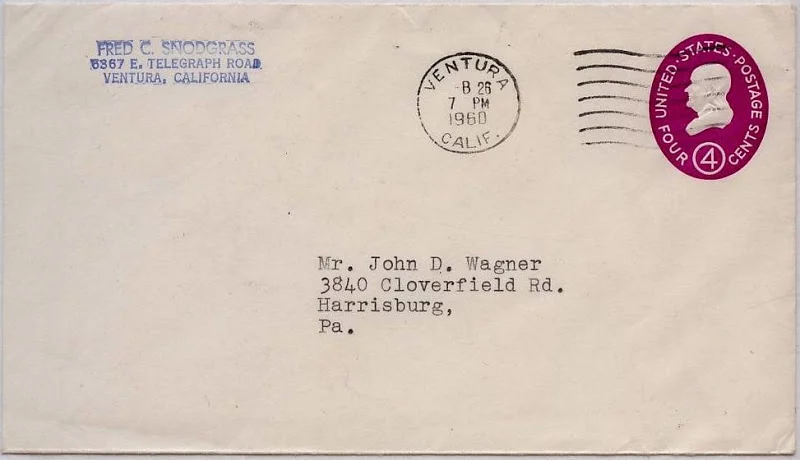 FRED C. SNODGRASS
6367 E. TELEGRAPH ROAD
VENTURA, CALIFORNIA
VENTURA
B 26
7 PM
1960
CALIF.
UNITED·STATES·POSTAGE
FOUR 4 CENTS
Mr. John D. Wagner
3840 Cloverfield Rd.
Harrisburg,
Pa.